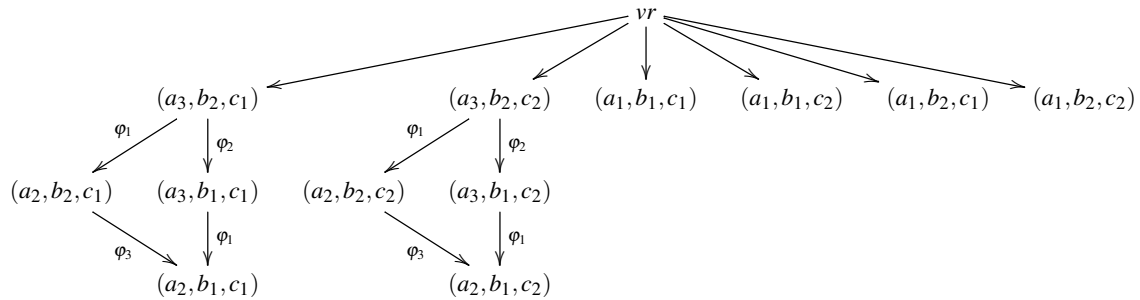 vr
(a₃,b₂,c₁) (a₃,b₂,c₂) (a₁,b₁,c₁) (a₁,b₁,c₂) (a₁,b₂,c₁) (a₁,b₂,c₂)
φ₁ φ₂ φ₁ φ₂
(a₂,b₂,c₁) (a₃,b₁,c₁) (a₂,b₂,c₂) (a₃,b₁,c₂)
φ₃ φ₁ φ₃ φ₁
(a₂,b₁,c₁) (a₂,b₁,c₂)